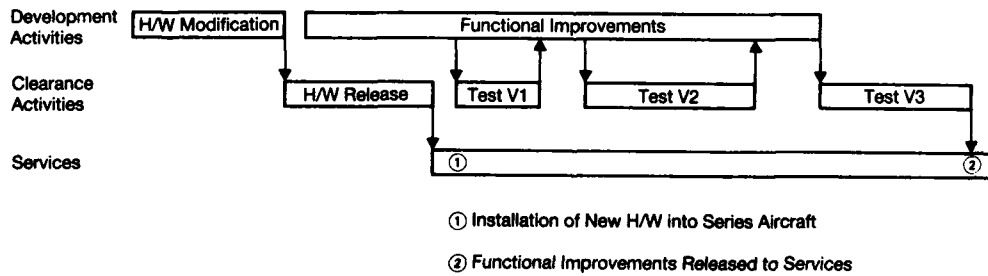 Development Activities
H/W Modification
Functional Improvements
Clearance Activities
H/W Release
Test V1
Test V2
Test V3
Services
①
②
① Installation of New H/W into Series Aircraft
② Functional Improvements Released to Services